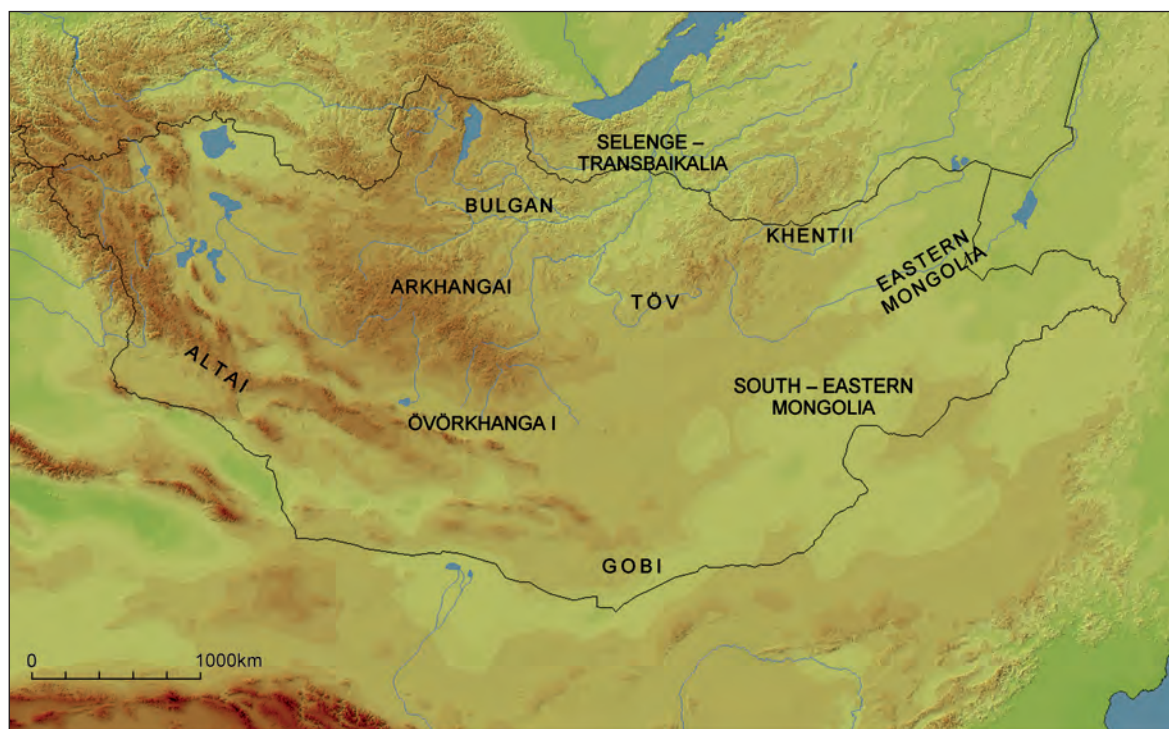 SELENGE –
TRANSBAIKALIA
BULGAN
KHENTII
EASTERN
MONGOLIA
ARKHANGAI
TÖV
ALTAI
SOUTH – EASTERN
MONGOLIA
ÖVÖRKHANGA I
GOBI
0 1000km